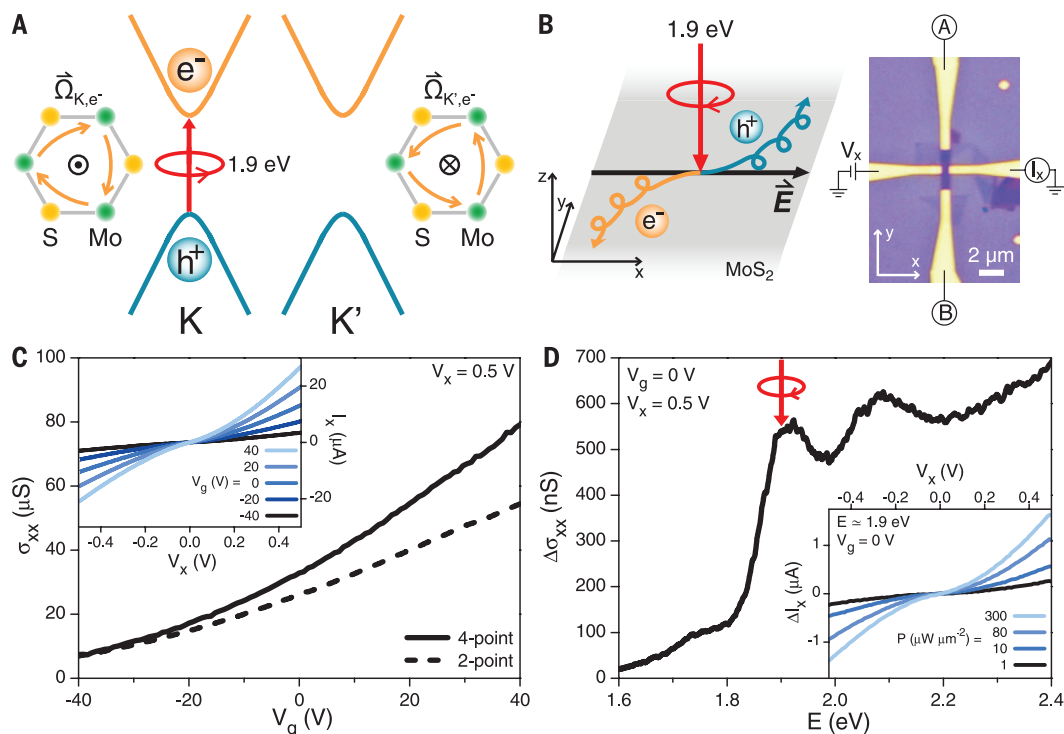 A
Ω⃗K,e-
e-
Ω⃗K',e-
1.9 eV
S Mo
h+
S Mo
K K'
B
1.9 eV
h+
E⃗
e-
z
y
x
MoS2
A
Vx
Ix
y
x
2 μm
B
C
Vx = 0.5 V
σxx (μS)
100
80
60
40
20
0
-40 -20 0 20 40
Vg (V)
4-point
2-point
Ix (μA)
20
0
-20
Vg (V) =
40
20
0
-20
-40
-0.4 -0.2 0.0 0.2 0.4
Vx (V)
D
Vg = 0 V
Vx = 0.5 V
Δσxx (nS)
700
600
500
400
300
200
100
0
1.6 1.8 2.0 2.2 2.4
E (eV)
Vx (V)
-0.4 -0.2 0.0 0.2 0.4
E ≃ 1.9 eV
Vg = 0 V
ΔIx (μA)
1
0
-1
P (μW μm-2) =
300
80
10
1